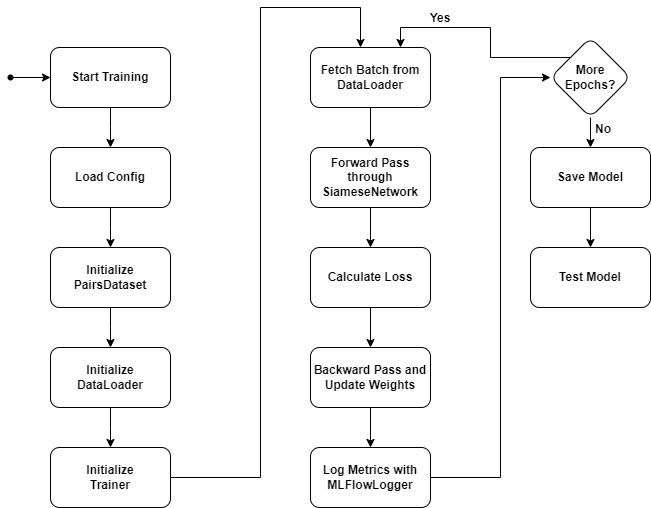 Start Training
Load Config
Initialize
PairsDataset
Initialize
DataLoader
Initialize
Trainer
Fetch Batch from
DataLoader
Forward Pass
through
SiameseNetwork
Calculate Loss
Backward Pass and
Update Weights
Log Metrics with
MLFlowLogger
Yes
More
Epochs?
No
Save Model
Test Model